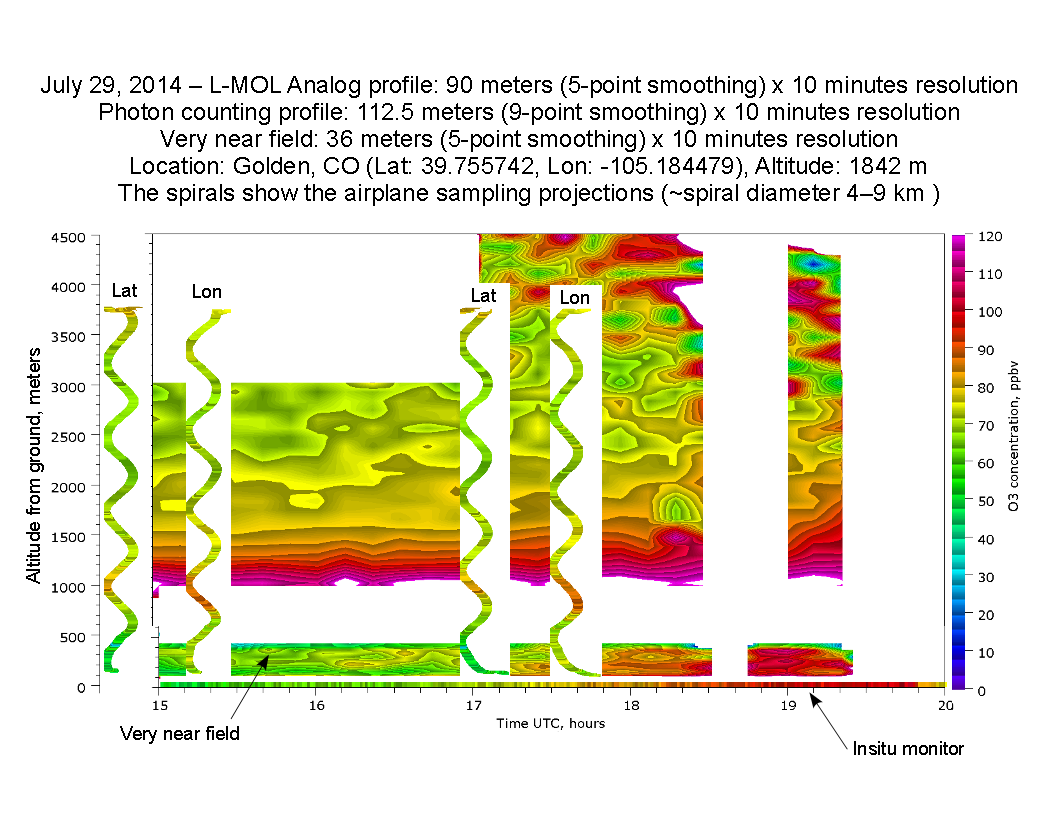 July 29, 2014 – L-MOL Analog profile: 90 meters (5-point smoothing) x 10 minutes resolution
Photon counting profile: 112.5 meters (9-point smoothing) x 10 minutes resolution
Very near field: 36 meters (5-point smoothing) x 10 minutes resolution
Location: Golden, CO (Lat: 39.755742, Lon: -105.184479), Altitude: 1842 m
The spirals show the airplane sampling projections (~spiral diameter 4–9 km )
Altitude from ground, meters
4500
4000
3500
3000
2500
2000
1500
1000
500
0
Lat
Lon
Lat
Lon
120
110
100
90
80
70
60
50
40
30
20
10
0
O3 concentration, ppbv
15
16
17
18
19
20
Time UTC, hours
Very near field
Insitu monitor